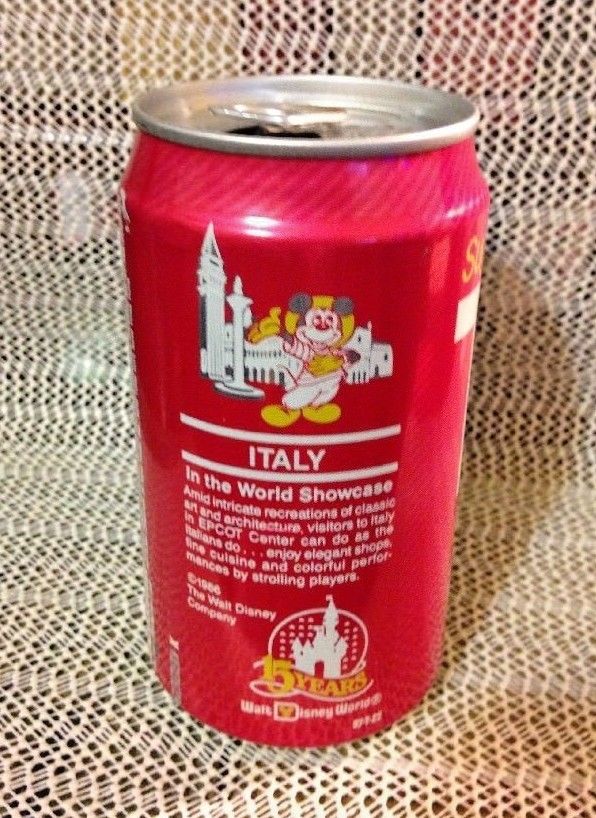 ITALY
In the World Showcase
Amid intricate recreations of classic
art and architecture, visitors to Italy
in EPCOT Center can do as the
Italians do . . . enjoy elegant shops,
fine cuisine and colorful perfor-
mances by strolling players.
©1986
The Walt Disney
Company
15
YEARS
Walt Disney World®